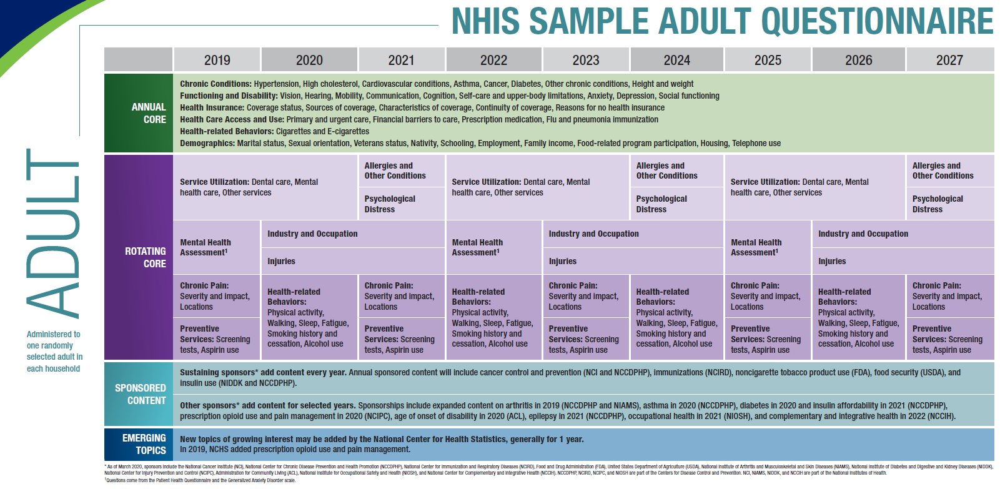 NHIS SAMPLE ADULT QUESTIONNAIRE
2019 2020 2021 2022 2023 2024 2025 2026 2027
ADULT
Administered to
one randomly
selected adult in
each household
ANNUAL
CORE
Chronic Conditions: Hypertension, High cholesterol, Cardiovascular conditions, Asthma, Cancer, Diabetes, Other chronic conditions, Height and weight
Functioning and Disability: Vision, Hearing, Mobility, Communication, Cognition, Self-care and upper-body limitations, Anxiety, Depression, Social functioning
Health Insurance: Coverage status, Sources of coverage, Characteristics of coverage, Continuity of coverage, Reasons for no health insurance
Health Care Access and Use: Primary and urgent care, Financial barriers to care, Prescription medication, Flu and pneumonia immunization
Health-related Behaviors: Cigarettes and E-cigarettes
Demographics: Marital status, Sexual orientation, Veterans status, Nativity, Schooling, Employment, Family income, Food-related program participation, Housing, Telephone use
ROTATING
CORE
Service Utilization: Dental care, Mental
health care, Other services
Allergies and
Other Conditions
Psychological
Distress
Service Utilization: Dental care, Mental
health care, Other services
Allergies and
Other Conditions
Psychological
Distress
Service Utilization: Dental care, Mental
health care, Other services
Allergies and
Other Conditions
Psychological
Distress
Mental Health
Assessment¹
Industry and Occupation
Injuries
Mental Health
Assessment¹
Industry and Occupation
Injuries
Mental Health
Assessment¹
Industry and Occupation
Injuries
Chronic Pain:
Severity and impact,
Locations
Preventive
Services: Screening
tests, Aspirin use
Health-related
Behaviors:
Physical activity,
Walking, Sleep, Fatigue,
Smoking history and
cessation, Alcohol use
Chronic Pain:
Severity and impact,
Locations
Preventive
Services: Screening
tests, Aspirin use
Health-related
Behaviors:
Physical activity,
Walking, Sleep, Fatigue,
Smoking history and
cessation, Alcohol use
Chronic Pain:
Severity and impact,
Locations
Preventive
Services: Screening
tests, Aspirin use
Health-related
Behaviors:
Physical activity,
Walking, Sleep, Fatigue,
Smoking history and
cessation, Alcohol use
Chronic Pain:
Severity and impact,
Locations
Preventive
Services: Screening
tests, Aspirin use
Health-related
Behaviors:
Physical activity,
Walking, Sleep, Fatigue,
Smoking history and
cessation, Alcohol use
Chronic Pain:
Severity and impact,
Locations
Preventive
Services: Screening
tests, Aspirin use
SPONSORED
CONTENT
Sustaining sponsors* add content every year. Annual sponsored content will include cancer control and prevention (NCI and NCCDPHP), immunizations (NCIRD), noncigarette tobacco product use (FDA), food security (USDA), and
insulin use (NIDDK and NCCDPHP).
Other sponsors* add content for selected years. Sponsorships include expanded content on arthritis in 2019 (NCCDPHP and NIAMS), asthma in 2020 (NCCDPHP), diabetes in 2020 and insulin affordability in 2021 (NCCDPHP),
prescription opioid use and pain management in 2020 (NCIPC), age of onset of disability in 2020 (ACL), epilepsy in 2021 (NCCDPHP), occupational health in 2021 (NIOSH), and complementary and integrative health in 2022 (NCCIH).
EMERGING
TOPICS
New topics of growing interest may be added by the National Center for Health Statistics, generally for 1 year.
In 2019, NCHS added prescription opioid use and pain management.
* As of March 2020, sponsors include the National Cancer Institute (NCI), National Center for Chronic Disease Prevention and Health Promotion (NCCDPHP), National Center for Immunization and Respiratory Diseases (NCIRD), Food and Drug Administration (FDA), United States Department of Agriculture (USDA), National Institute of Arthritis and Musculoskeletal and Skin Diseases (NIAMS), National Institute of Diabetes and Digestive and Kidney Diseases (NIDDK),
National Center for Injury Prevention and Control (NCIPC), Administration for Community Living (ACL), National Institute for Occupational Safety and Health (NIOSH), and National Center for Complementary and Integrative Health (NCCIH). NCCDPHP, NCIRD, NCIPC, and NIOSH are part of the Centers for Disease Control and Prevention. NCI, NIAMS, NIDDK, and NCCIH are part of the National Institutes of Health.
¹Questions come from the Patient Health Questionnaire and the Generalized Anxiety Disorder scale.